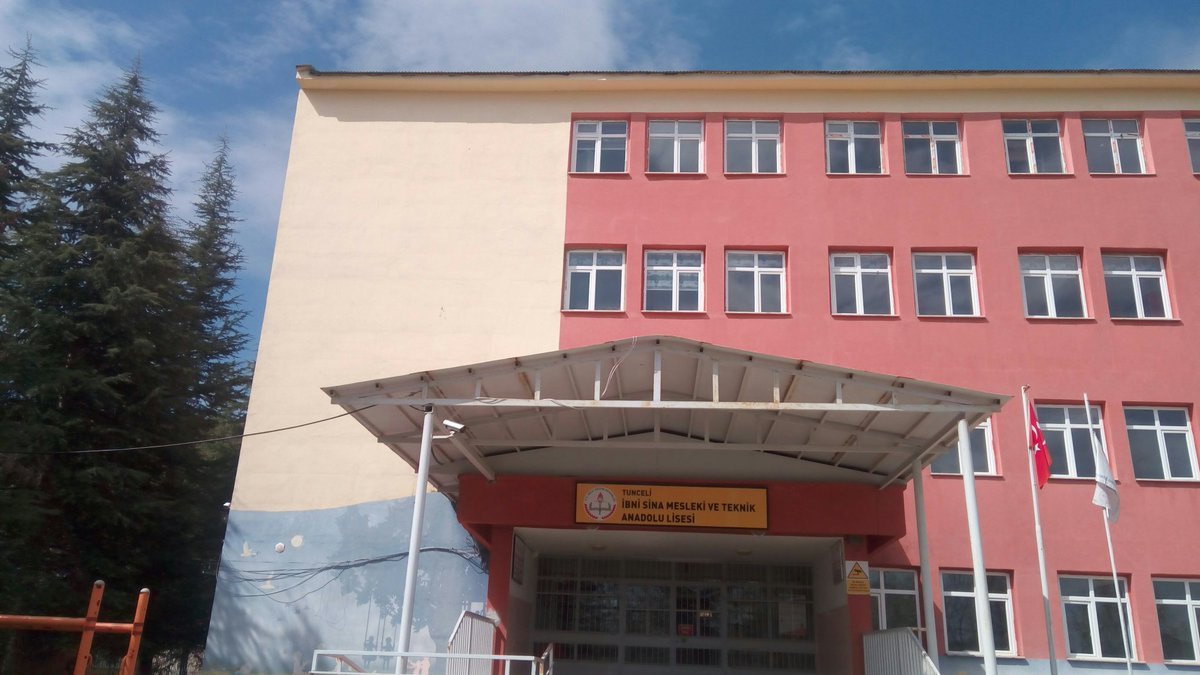 TUNCELİ
İBNİ SİNA MESLEKİ VE TEKNİK
ANADOLU LİSESİ